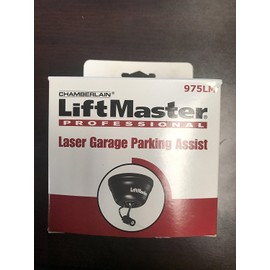 975LM
CHAMBERLAIN®
LiftMaster®
PROFESSIONAL
Laser Garage Parking Assist
LiftMaster